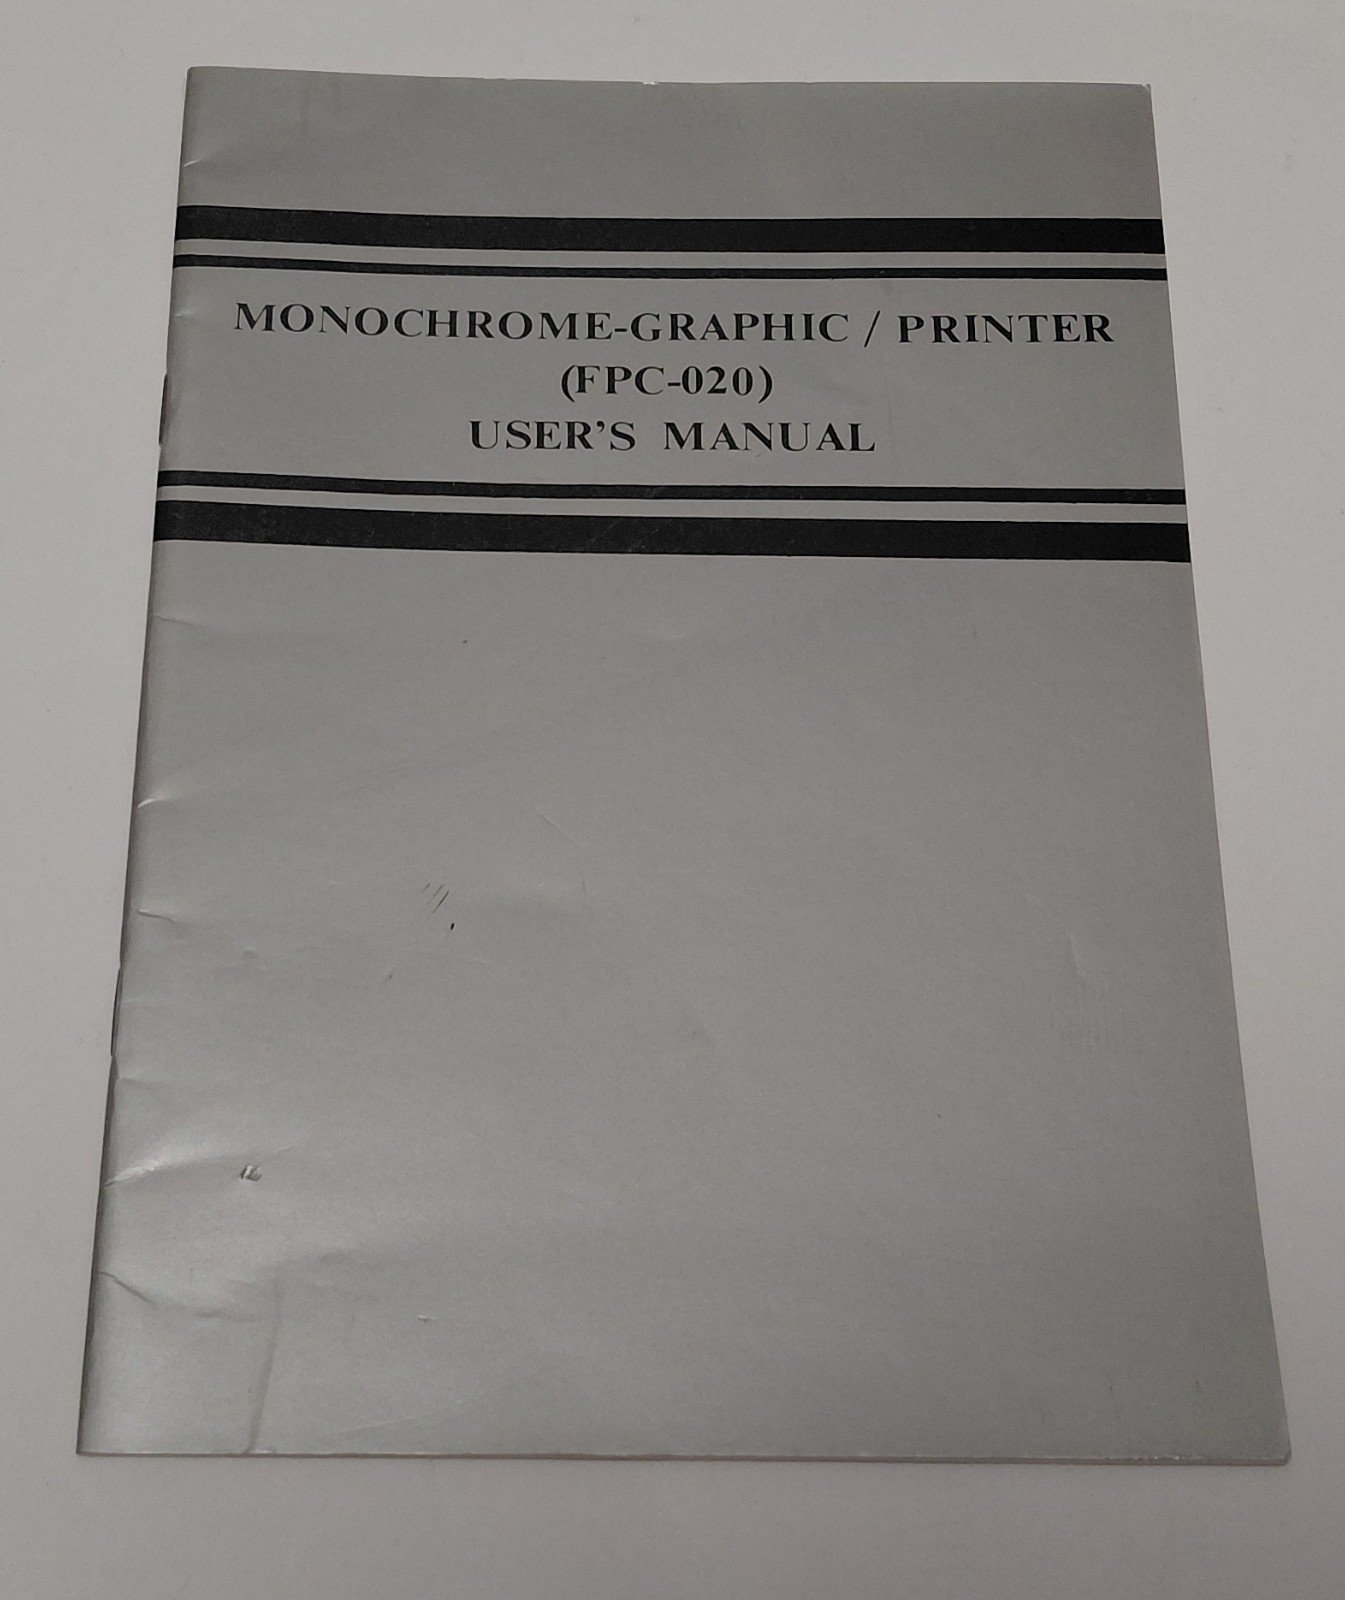 MONOCHROME-GRAPHIC / PRINTER
(FPC-020)
USER'S MANUAL